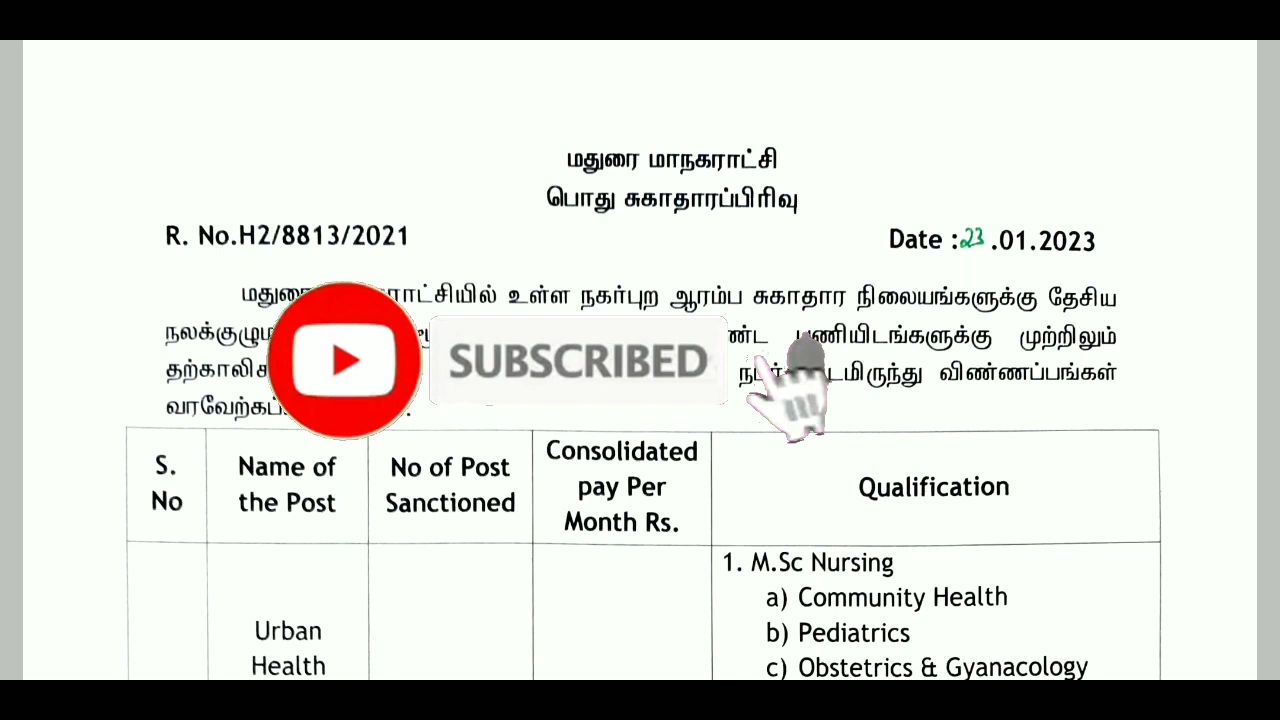 மதுரை மாநகராட்சி
பொது சுகாதாரப்பிரிவு
R. No.H2/8813/2021
Date :23.01.2023
உள்ள நகர்புற ஆரம்ப சுகாதார நிலையங்களுக்கு தேசிய
பணியிடங்களுக்கு முற்றிலும்
விண்ணப்பங்கள்
SUBSCRIBED
S. No
Name of the Post
No of Post Sanctioned
Consolidated pay Per Month Rs.
Qualification
Urban Health
1. M.Sc Nursing
a) Community Health
b) Pediatrics
c) Obstetrics & Gyanacology